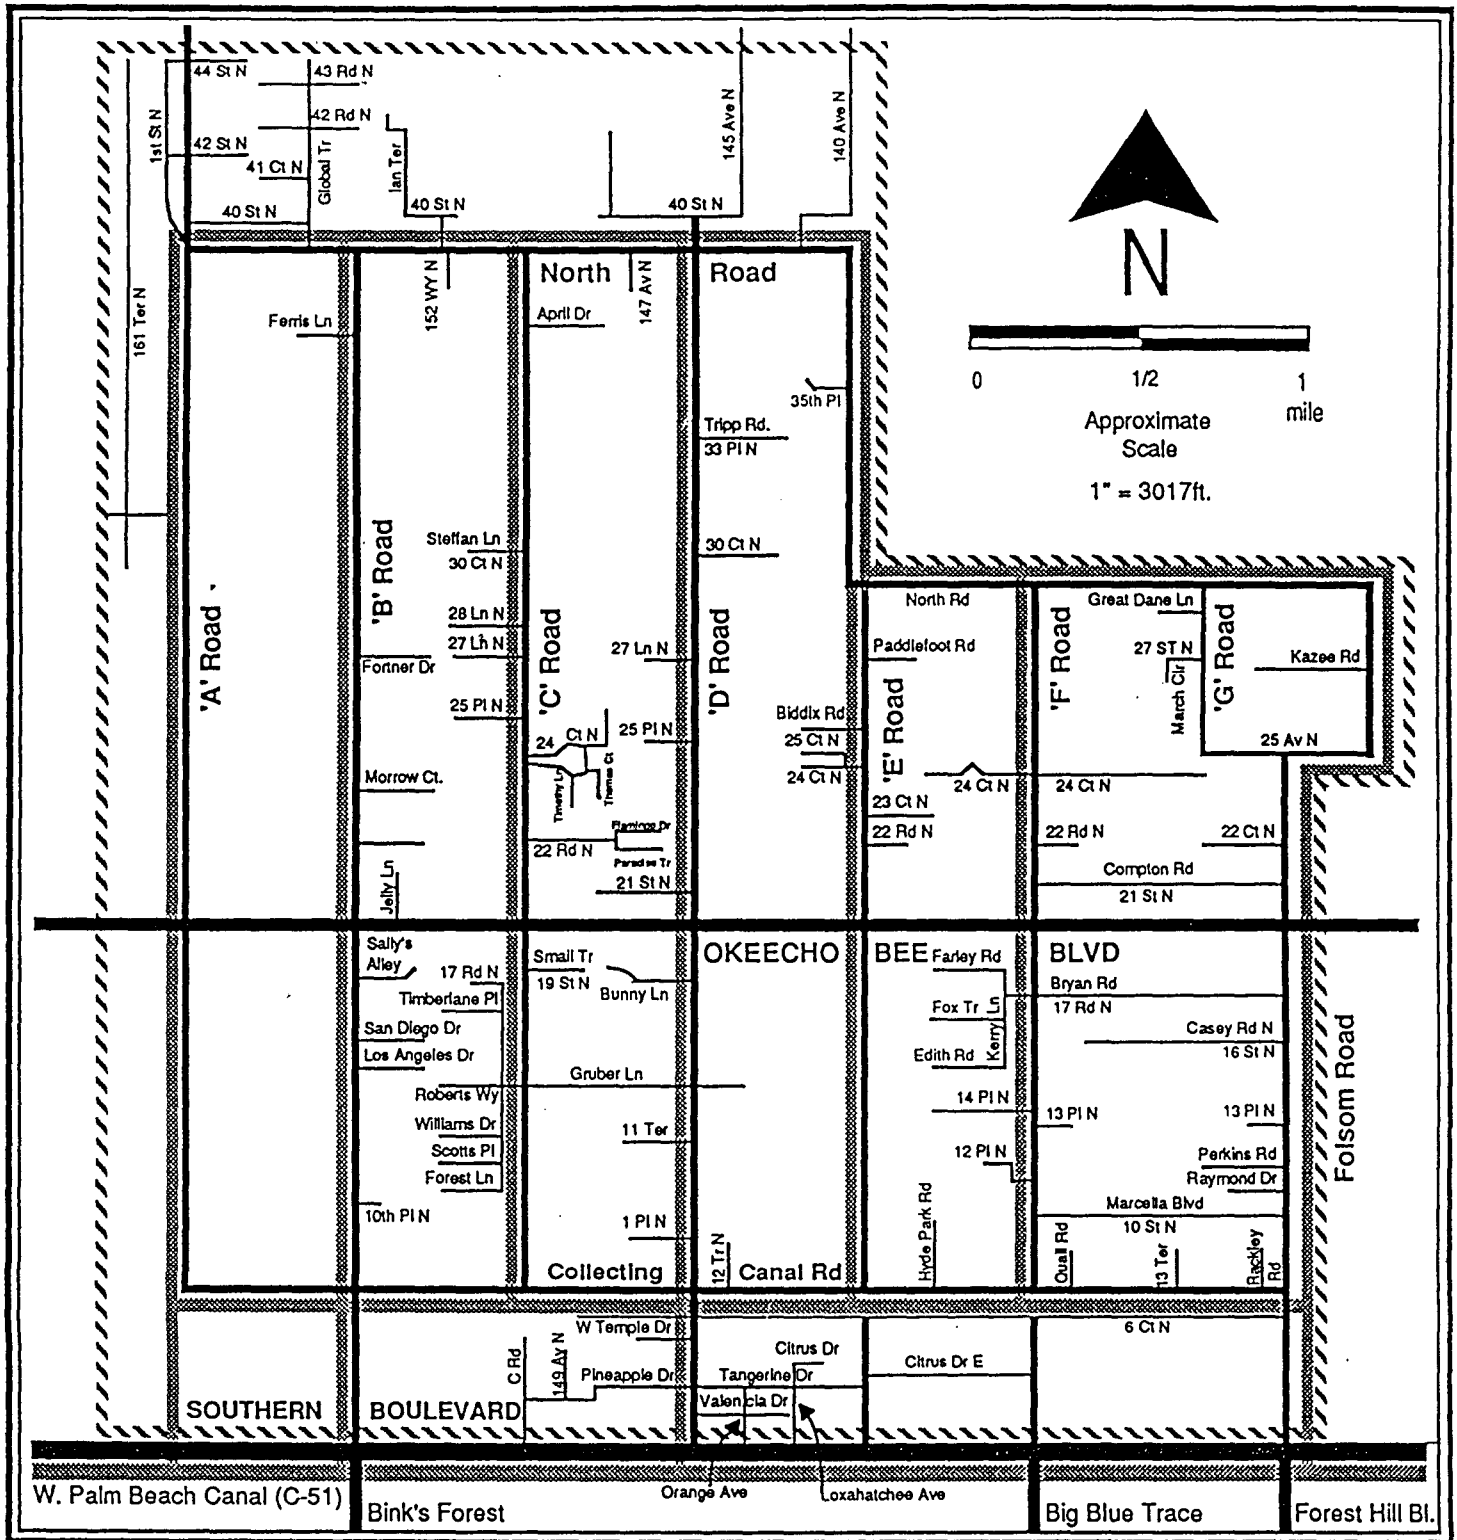 44 St N
43 Rd N
1st St N
42 Rd N
42 St N
41 Ct N
Global Tr
Ian Ter
145 Ave N
140 Ave N
40 St N
40 St N
40 St N
N
161 Ter N
152 WY N
North
147 Av N
Road
April Dr
Ferris Ln
0
1/2
1
mile
Approximate
Scale
1" = 3017ft.
35th Pl
Tripp Rd.
33 Pl N
Steffan Ln
30 Ct N
30 Ct N
'A' Road
'B' Road
'C' Road
'D' Road
'E' Road
'F' Road
'G' Road
North Rd
Great Dane Ln
28 Ln N
27 Ln N
Fortner Dr
27 Ln N
Paddlefoot Rd
27 ST N
March Cir
Kazee Rd
25 Pl N
25 Pl N
Biddix Rd
25 Ct N
24 Ct N
25 Av N
24
Ct N
Timothy Ln
Thomas Ct
Morrow Ct.
24 Ct N
24 Ct N
23 Ct N
22 Rd N
22 Rd N
22 Ct N
Flamingo Dr
22 Rd N
Paradise Tr
21 St N
Jelly Ln
Compton Rd
21 St N
OKEECHO
BEE
BLVD
Sally's
Alley
17 Rd N
Small Tr
19 St N
Bunny Ln
Farley Rd
Timberlane Pl
Bryan Rd
17 Rd N
Fox Tr
Kerry Ln
San Diego Dr
Los Angeles Dr
Casey Rd N
16 St N
Edith Rd
Folsom Road
Gruber Ln
Roberts Wy
14 Pl N
13 Pl N
13 Pl N
Williams Dr
11 Ter
Scotts Pl
12 Pl N
Perkins Rd
Forest Ln
Raymond Dr
10th Pl N
Marcella Blvd
10 St N
1 Pl N
12 Tr N
Hyde Park Rd
Quail Rd
13 Ter
Rackley
Rd
Collecting
Canal Rd
W Temple Dr
6 Ct N
C Rd
149 Av N
Citrus Dr
Citrus Dr E
Pineapple Dr
Tangerine Dr
Valencia Dr
SOUTHERN
BOULEVARD
W. Palm Beach Canal (C-51)
Bink's Forest
Orange Ave
Loxahatchee Ave
Big Blue Trace
Forest Hill Bl.